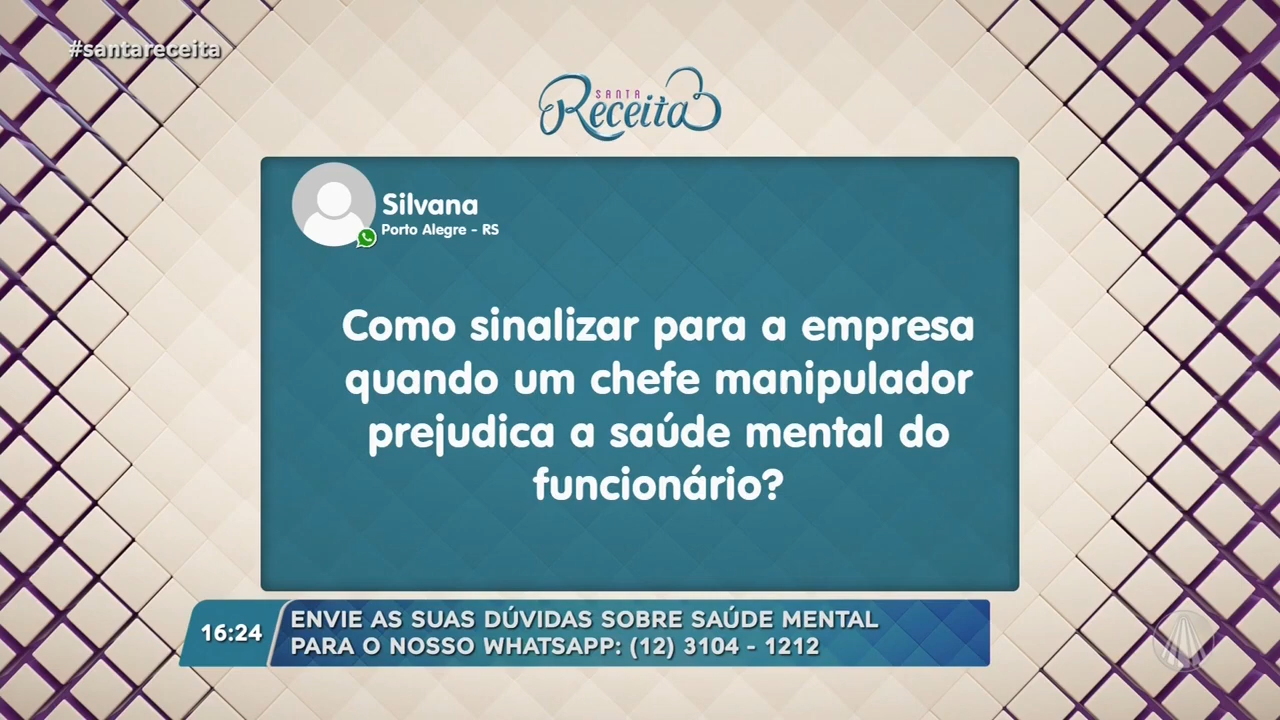 #santareceita
SANTA
Receita
Silvana
Porto Alegre - RS
Como sinalizar para a empresa
quando um chefe manipulador
prejudica a saúde mental do
funcionário?
16:24
ENVIE AS SUAS DÚVIDAS SOBRE SAÚDE MENTAL
PARA O NOSSO WHATSAPP: (12) 3104 - 1212